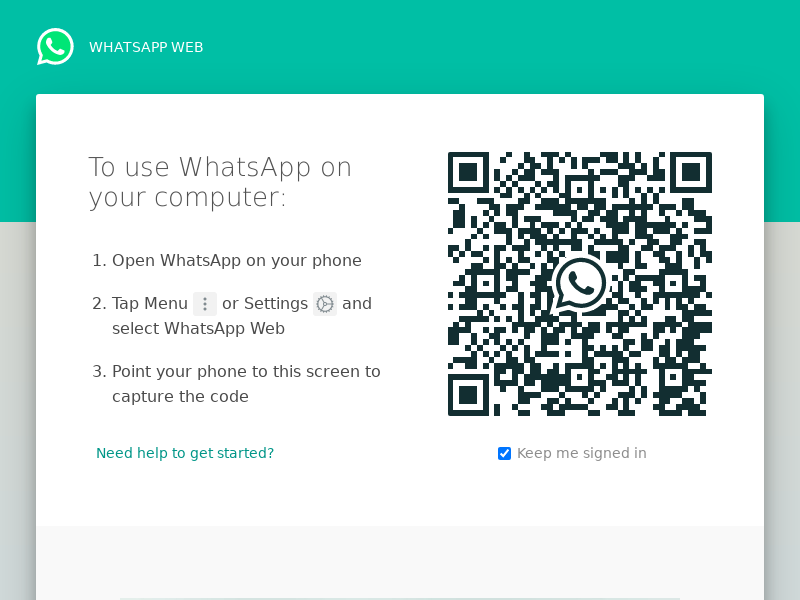 WHATSAPP WEB
To use WhatsApp on
your computer:
1. Open WhatsApp on your phone
2. Tap Menu or Settings and
select WhatsApp Web
3. Point your phone to this screen to
capture the code
Need help to get started?
Keep me signed in